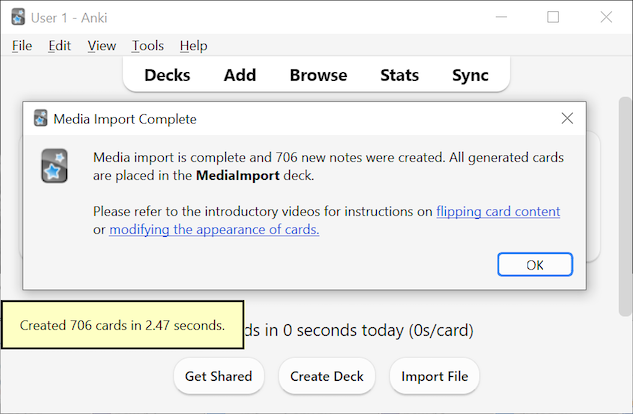 User 1 - Anki
File Edit View Tools Help
Decks Add Browse Stats Sync
Media Import Complete
Media import is complete and 706 new notes were created. All generated cards
are placed in the MediaImport deck.
Please refer to the introductory videos for instructions on flipping card content
or modifying the appearance of cards.
OK
Created 706 cards in 2.47 seconds.
ds in 0 seconds today (0s/card)
Get Shared Create Deck Import File